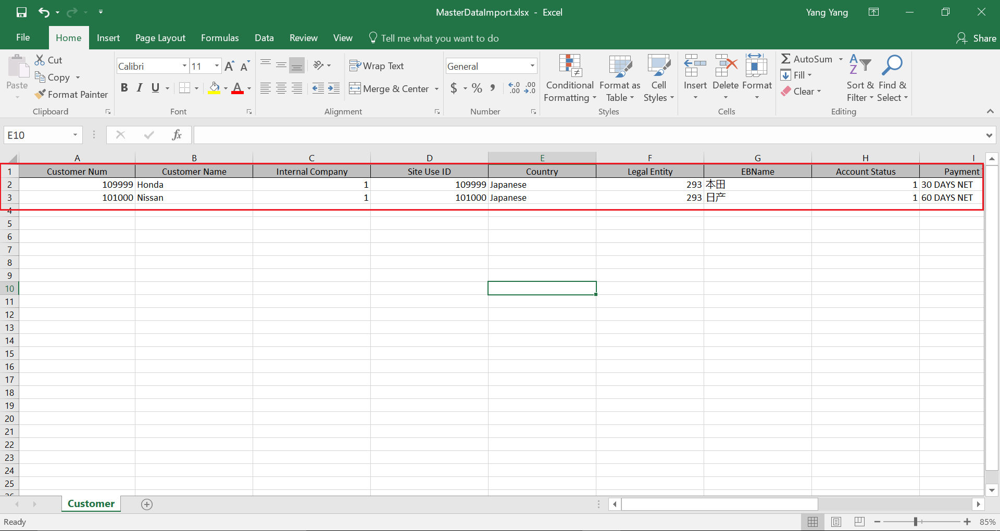 MasterDataImport.xlsx - Excel
Yang Yang
File Home Insert Page Layout Formulas Data Review View Tell me what you want to do Share
Paste
Cut
Copy
Format Painter
Clipboard
Calibri 11
B I U
Font
Wrap Text
Merge & Center
Alignment
General
$ % ,
Number
Conditional Formatting
Format as Table
Cell Styles
Styles
Insert Delete Format
Cells
AutoSum
Fill
Clear
Sort & Filter
Find & Select
Editing
E10 fx
A B C D E F G H I
1 Customer Num Customer Name Internal Company Site Use ID Country Legal Entity EBName Account Status Payment
2 109999 Honda 1 109999 Japanese 293 本田 1 30 DAYS NET
3 101000 Nissan 1 101000 Japanese 293 日产 1 60 DAYS NET
4
5
6
7
8
9
10
11
12
13
14
15
16
17
18
19
20
21
22
23
24
25
26
Customer
Ready 85%